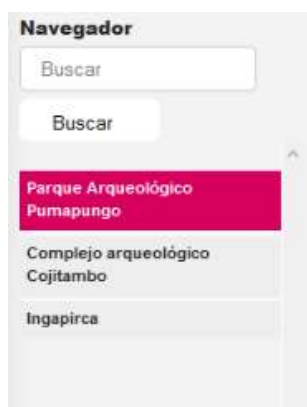 Navegador
Buscar
Buscar
Parque Arqueológico
Pumapungo
Complejo arqueológico
Cojitambo
Ingapirca